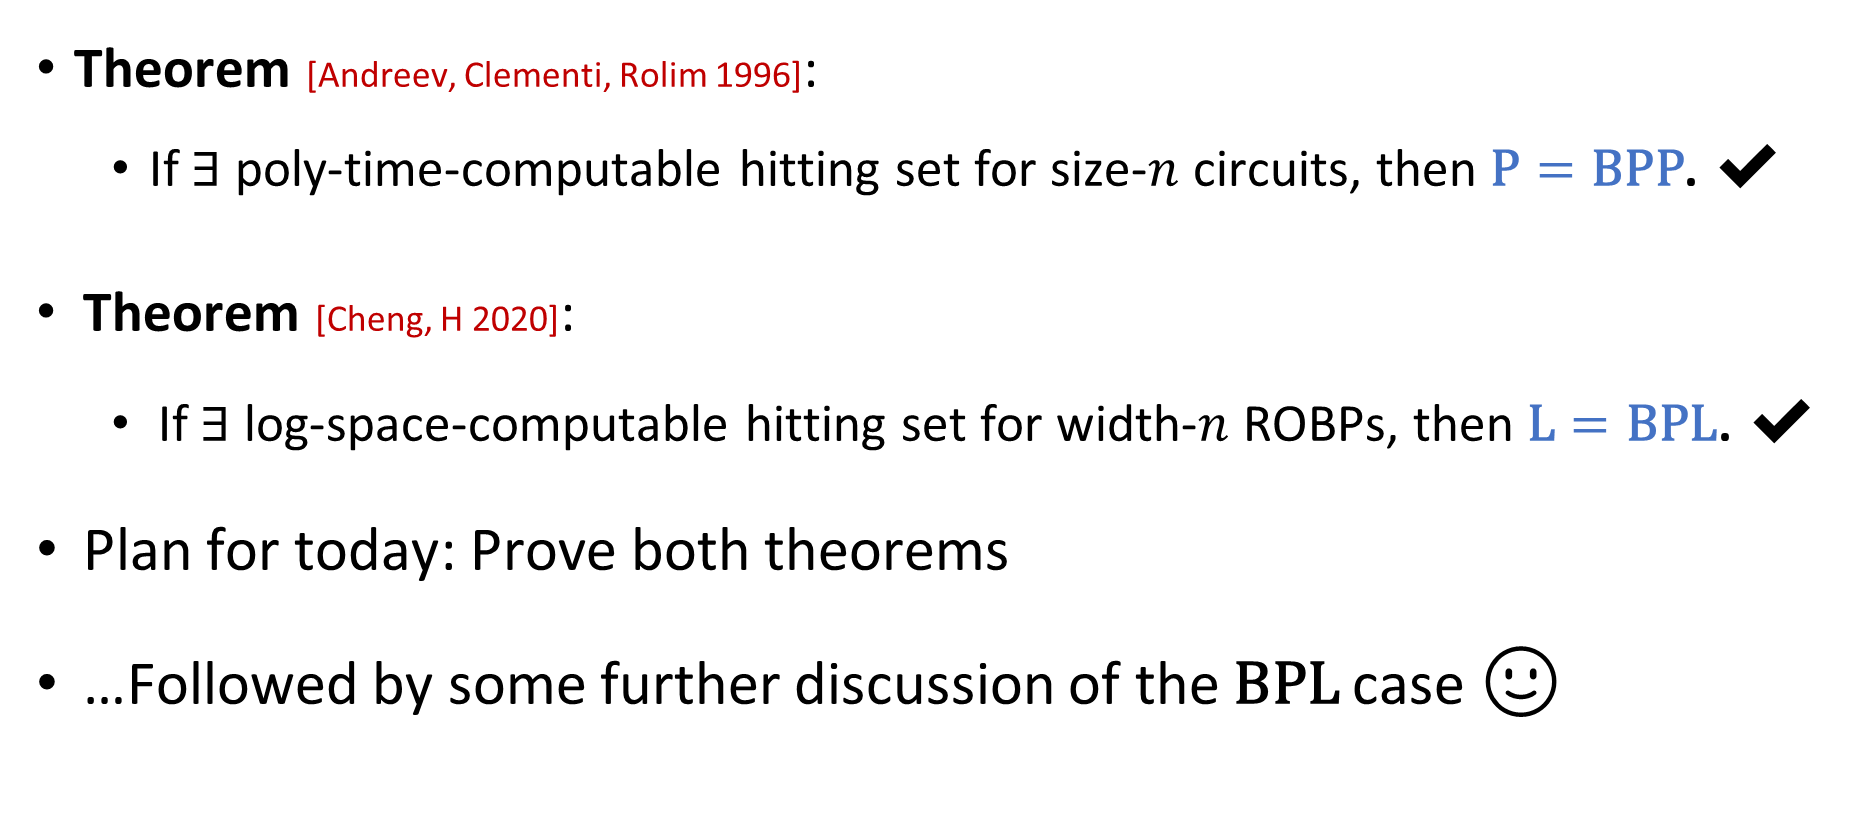 • Theorem [Andreev, Clementi, Rolim 1996]:
• If ∃ poly-time-computable hitting set for size-n circuits, then P = BPP. ✔
• Theorem [Cheng, H 2020]:
• If ∃ log-space-computable hitting set for width-n ROBPs, then L = BPL. ✔
• Plan for today: Prove both theorems
• ...Followed by some further discussion of the BPL case ☺